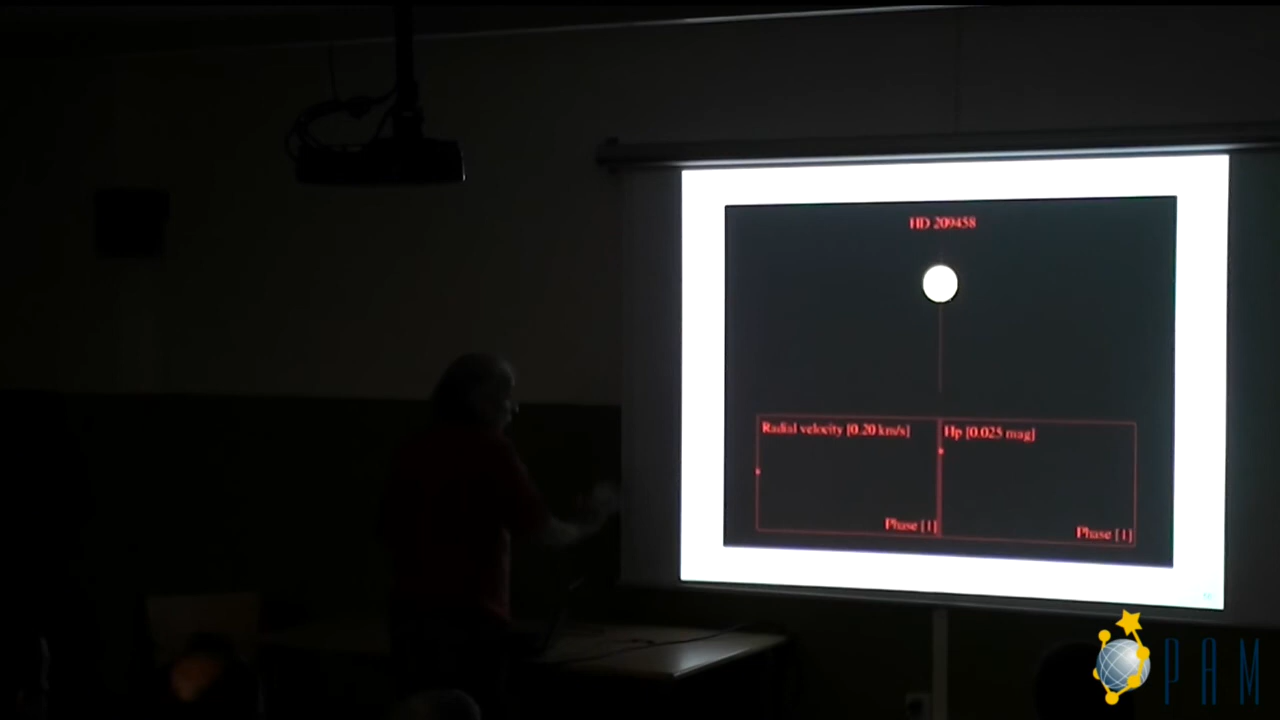 HD 209458
Radial velocity [0.20 km/s]
Hp [0.025 mag]
Phase [1]
Phase [1]
PAM